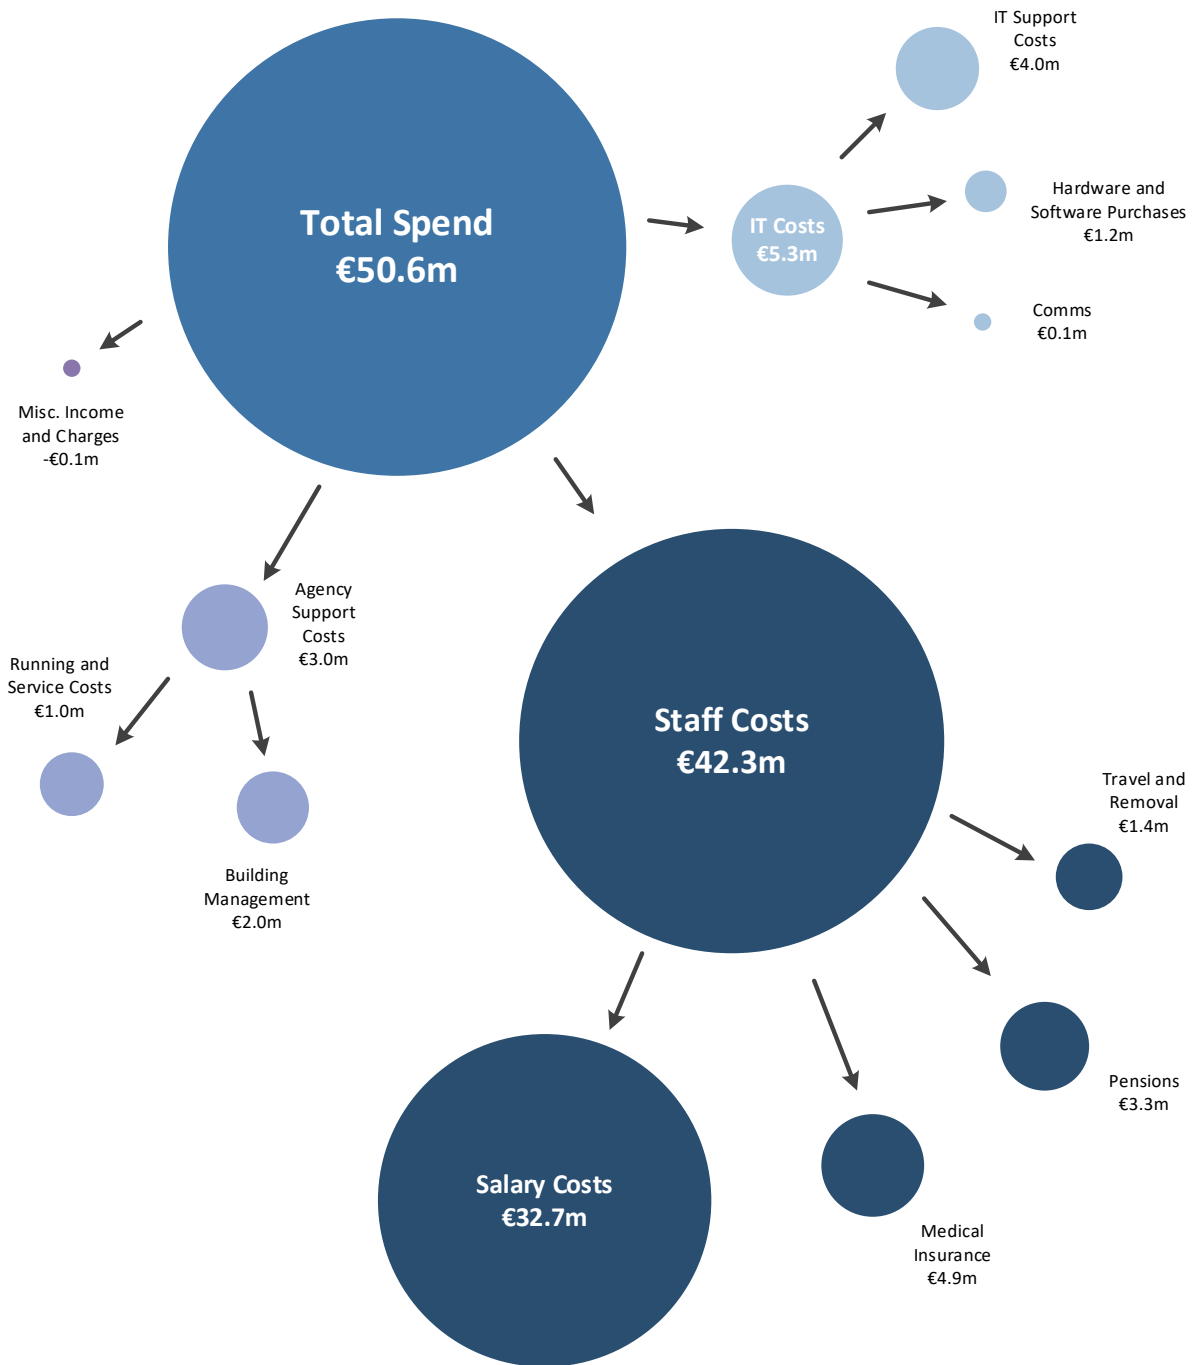 IT Support
Costs
€4.0m
Total Spend
€50.6m
IT Costs
€5.3m
Hardware and
Software Purchases
€1.2m
Comms
€0.1m
Misc. Income
and Charges
-€0.1m
Agency
Support
Costs
€3.0m
Running and
Service Costs
€1.0m
Building
Management
€2.0m
Staff Costs
€42.3m
Travel and
Removal
€1.4m
Pensions
€3.3m
Medical
Insurance
€4.9m
Salary Costs
€32.7m